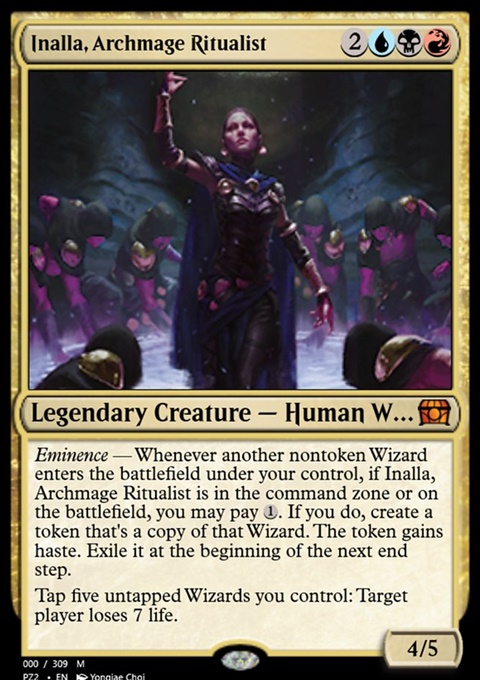 Inalla, Archmage Ritualist 2
Legendary Creature — Human W...
Eminence — Whenever another nontoken Wizard
enters the battlefield under your control, if Inalla,
Archmage Ritualist is in the command zone or on
the battlefield, you may pay 1. If you do, create a
token that's a copy of that Wizard. The token gains
haste. Exile it at the beginning of the next end
step.
Tap five untapped Wizards you control: Target
player loses 7 life.
4/5
000 / 309 M
PZ2 • EN Yongjae Choi